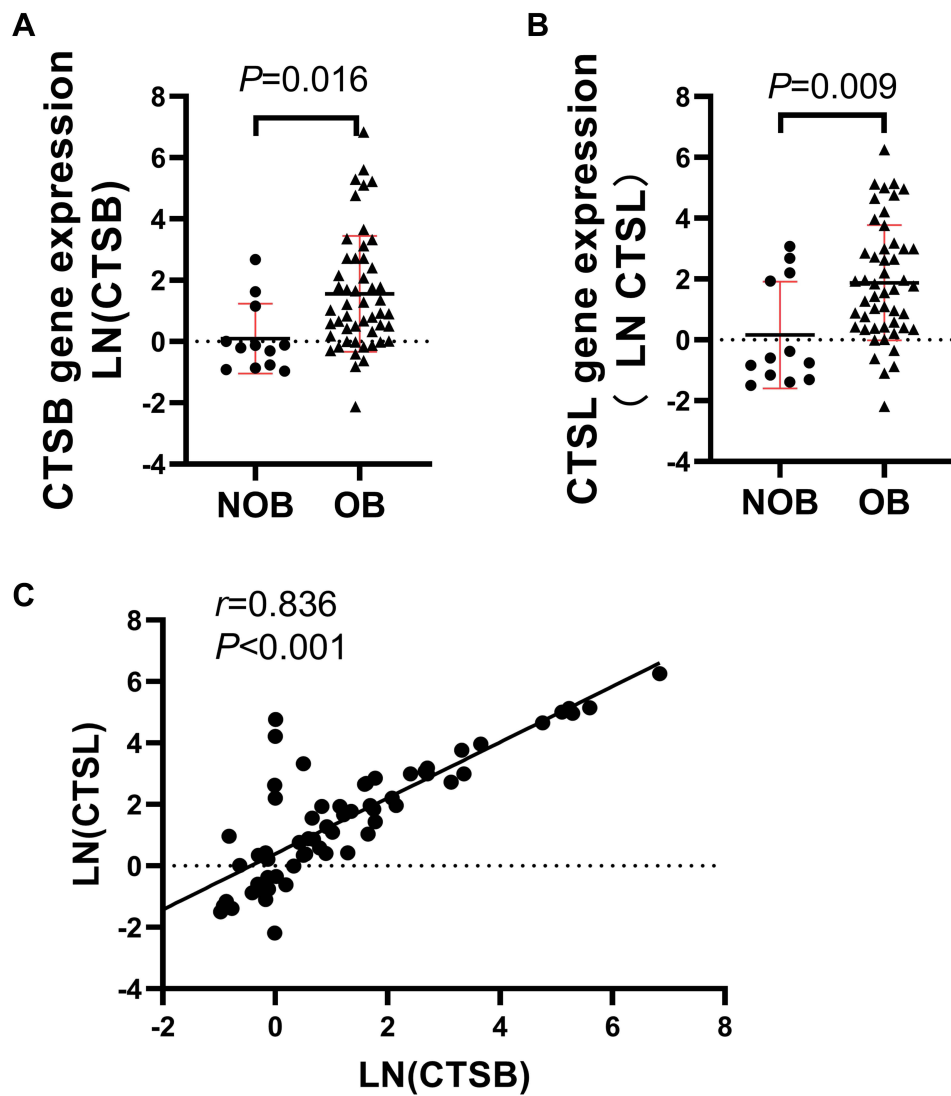 A
CTSB gene expression
LN(CTSB)
P=0.016
8
6
4
2
0
-2
-4
NOB
OB
B
CTSL gene expression
( LN CTSL)
P=0.009
8
6
4
2
0
-2
-4
NOB
OB
C
r=0.836
P<0.001
LN(CTSL)
8
6
4
2
0
-2
-4
-2
0
2
4
6
8
LN(CTSB)